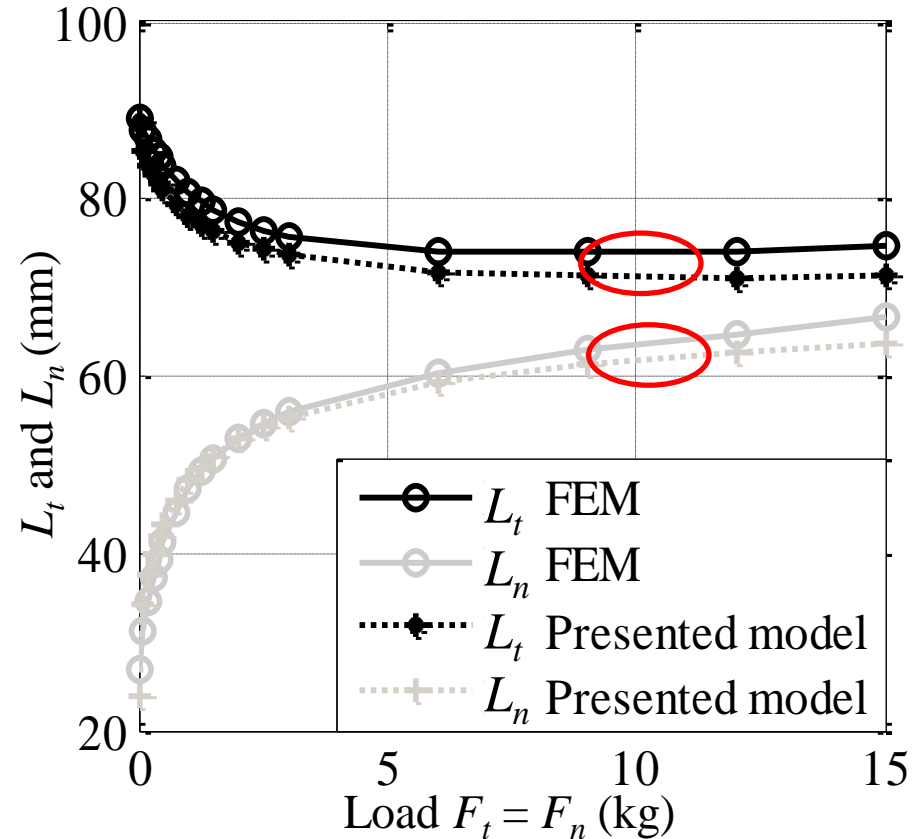 100
80
60
40
20
0
5
10
15
L_t and L_n (mm)
Load F_t = F_n (kg)
L_t FEM
L_n FEM
L_t Presented model
L_n Presented model